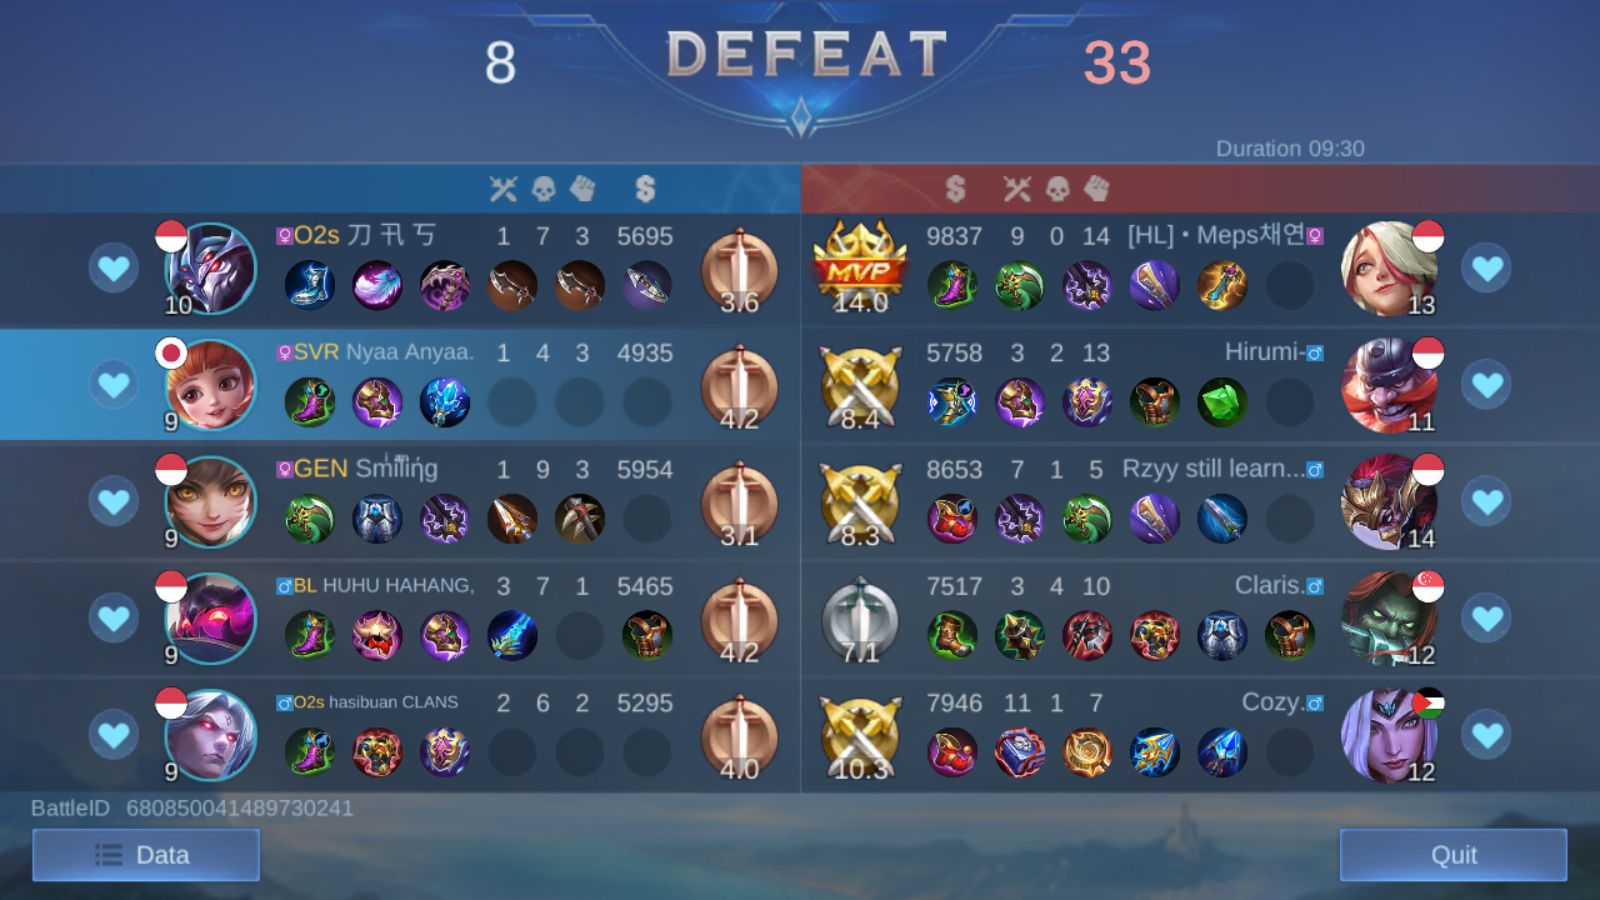 8 DEFEAT 33
Duration 09:30
O2s 刀 卂 丂 1 7 3 5695
10 3.6
MVP 14.0 9837 9 0 14 [HL]・Meps채연
13
SVR Nyaa Anyaa. 1 4 3 4935
9 4.2
5758 3 2 13 Hirumi-
8.4 11
GEN 1 9 3 5954
9 3.1
8653 7 1 5 Rzyy still learn...
8.3 14
BL HUHU HAHANG, 3 7 1 5465
9 4.2
7517 3 4 10 Claris.
7.1 12
O2s hasibuan CLANS 2 6 2 5295
9 4.0
7946 11 1 7 Cozy.
10.3 12
BattleID 680850041489730241
Data
Quit